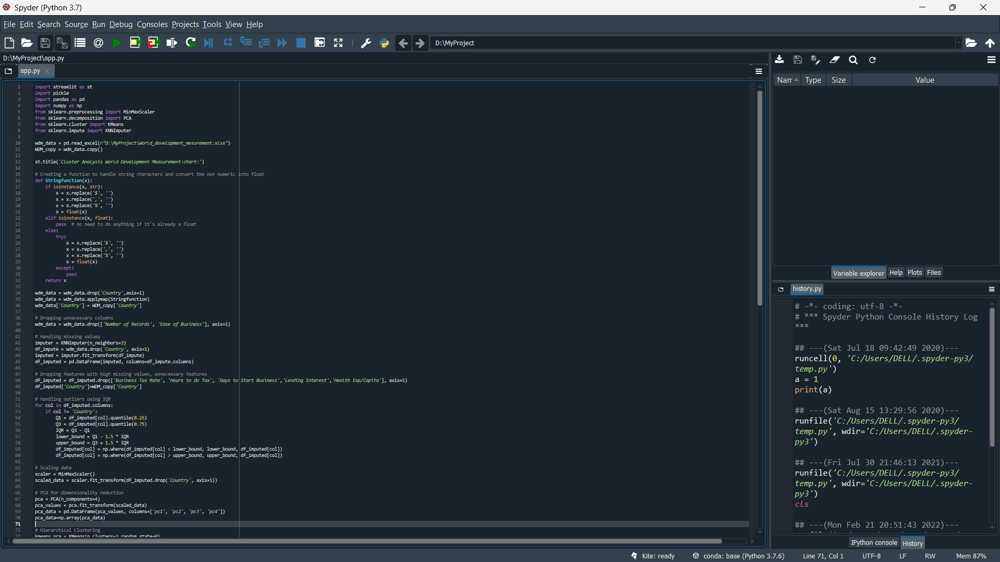 Spyder (Python 3.7)
File Edit Search Source Run Debug Consoles Projects Tools View Help
D:\MyProject
D:\MyProject\app.py
app.py
1 import streamlit as st
2 import pickle
3 import pandas as pd
4 import numpy as np
5 from sklearn.preprocessing import MinMaxScaler
6 from sklearn.decomposition import PCA
7 from sklearn.cluster import KMeans
8 from sklearn.impute import KNNImputer
9
10 wdm_data = pd.read_excel(r"D:\MyProject\World_development_mesurement.xlsx")
11 WDM_copy = wdm_data.copy()
12
13 st.title('Cluster Analysis World Development Measurement:chart:')
14
15 # Creating a function to handle string characters and convert the non numeric into float
16 def Stringfunction(x):
17     if isinstance(x, str):
18         x = x.replace('$', '')
19         x = x.replace(',', '')
20         x = x.replace('%', '')
21         x = float(x)
22     elif isinstance(x, float):
23         pass  # no need to do anything if it's already a float
24     else:
25         try:
26             x = x.replace('$', '')
27             x = x.replace(',', '')
28             x = x.replace('%', '')
29             x = float(x)
30         except:
31             pass
32     return x
33
34 wdm_data = wdm_data.drop('Country',axis=1)
35 wdm_data = wdm_data.applymap(Stringfunction)
36 wdm_data['Country'] = WDM_copy['Country']
37
38 # Dropping unnecessary columns
39 wdm_data = wdm_data.drop(['Number of Records', 'Ease of Business'], axis=1)
40
41 # Handling missing values
42 imputer = KNNImputer(n_neighbors=3)
43 df_impute = wdm_data.drop('Country', axis=1)
44 imputed = imputer.fit_transform(df_impute)
45 df_imputed = pd.DataFrame(imputed, columns=df_impute.columns)
46
47 # Dropping features with high missing values, unnecessary features
48 df_imputed = df_imputed.drop(['Business Tax Rate', 'Hours to do Tax', 'Days to Start Business','Lending Interest','Health Exp/Capita'], axis=1)
49 df_imputed['Country']=WDM_copy['Country']
50
51 # Handling outliers using IQR
52 for col in df_imputed.columns:
53     if col != 'Country':
54         Q1 = df_imputed[col].quantile(0.25)
55         Q3 = df_imputed[col].quantile(0.75)
56         IQR = Q3 - Q1
57         lower_bound = Q1 - 1.5 * IQR
58         upper_bound = Q3 + 1.5 * IQR
59         df_imputed[col] = np.where(df_imputed[col] < lower_bound, lower_bound, df_imputed[col])
60         df_imputed[col] = np.where(df_imputed[col] > upper_bound, upper_bound, df_imputed[col])
61
62 # Scaling data
63 scaler = MinMaxScaler()
64 scaled_data = scaler.fit_transform(df_imputed.drop('Country', axis=1))
65
66 # PCA for dimensionality reduction
67 pca = PCA(n_components=4)
68 pca_values = pca.fit_transform(scaled_data)
69 pca_data = pd.DataFrame(pca_values, columns=['pc1', 'pc2', 'pc3', 'pc4'])
70 pca_data=np.array(pca_data)
71
72 # Hierarchical Clustering
73 kmeans_pca = KMeans(n_clusters=3,random_state=0)
Nam Type Size Value
Variable explorer Help Plots Files
history.py
# -*- coding: utf-8 -*-
# *** Spyder Python Console History Log
***
## ---(Sat Jul 18 09:42:49 2020)---
runcell(0, 'C:/Users/DELL/.spyder-py3/
temp.py')
a = 1
print(a)
## ---(Sat Aug 15 13:29:56 2020)---
runfile('C:/Users/DELL/.spyder-py3/
temp.py', wdir='C:/Users/DELL/.spyder-
py3')
## ---(Fri Jul 30 21:46:13 2021)---
runfile('C:/Users/DELL/.spyder-py3/
temp.py', wdir='C:/Users/DELL/.spyder-
py3')
cls
## ---(Mon Feb 21 20:51:43 2022)---
IPython console History
Kite: ready conda: base (Python 3.7.6) Line 71, Col 1 UTF-8 LF RW Mem 87%